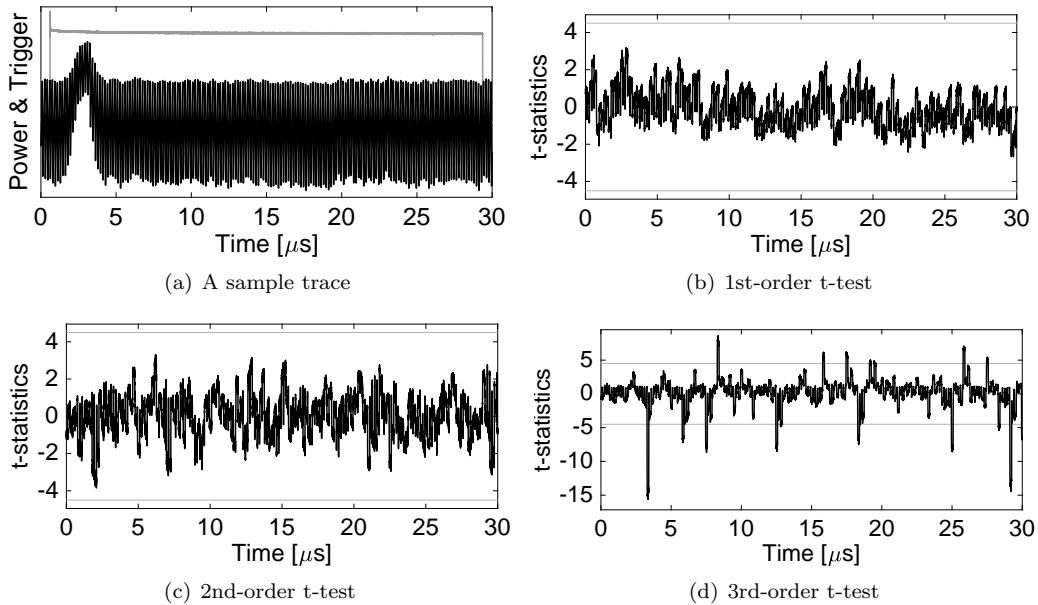 Power & Trigger
0 5 10 15 20 25 30
Time [μs]
(a) A sample trace
t-statistics
4
2
0
-2
-4
0 5 10 15 20 25 30
Time [μs]
(b) 1st-order t-test
t-statistics
4
2
0
-2
-4
0 5 10 15 20 25 30
Time [μs]
(c) 2nd-order t-test
t-statistics
5
0
-5
-10
-15
0 5 10 15 20 25 30
Time [μs]
(d) 3rd-order t-test